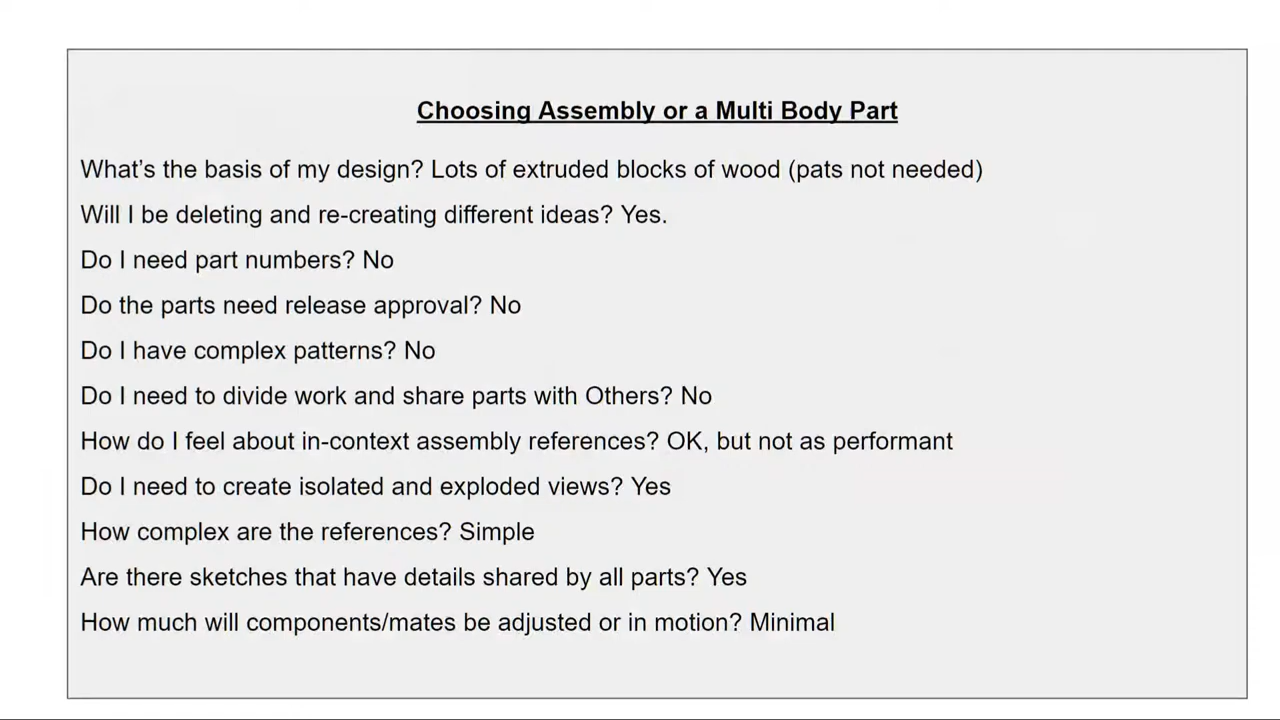 Choosing Assembly or a Multi Body Part
What’s the basis of my design? Lots of extruded blocks of wood (pats not needed)
Will I be deleting and re-creating different ideas? Yes.
Do I need part numbers? No
Do the parts need release approval? No
Do I have complex patterns? No
Do I need to divide work and share parts with Others? No
How do I feel about in-context assembly references? OK, but not as performant
Do I need to create isolated and exploded views? Yes
How complex are the references? Simple
Are there sketches that have details shared by all parts? Yes
How much will components/mates be adjusted or in motion? Minimal